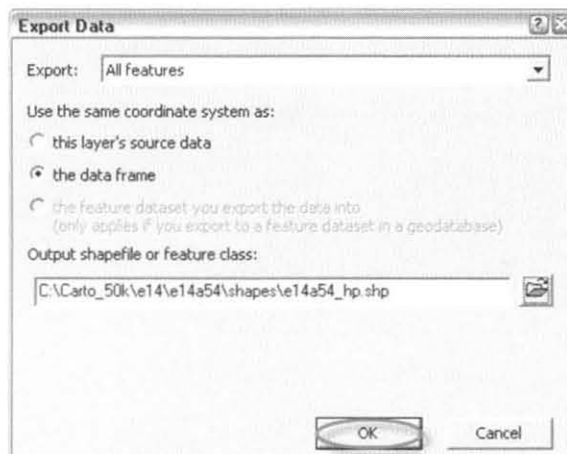 Export Data
Export: All features
Use the same coordinate system as:
this layer's source data
the data frame
the feature dataset you export the data into
(only applies if you export to a feature dataset in a geodatabase)
Output shapefile or feature class:
C:\Carto_50k\e14\e14a54\shapes\e14a54_hp.shp
OK Cancel